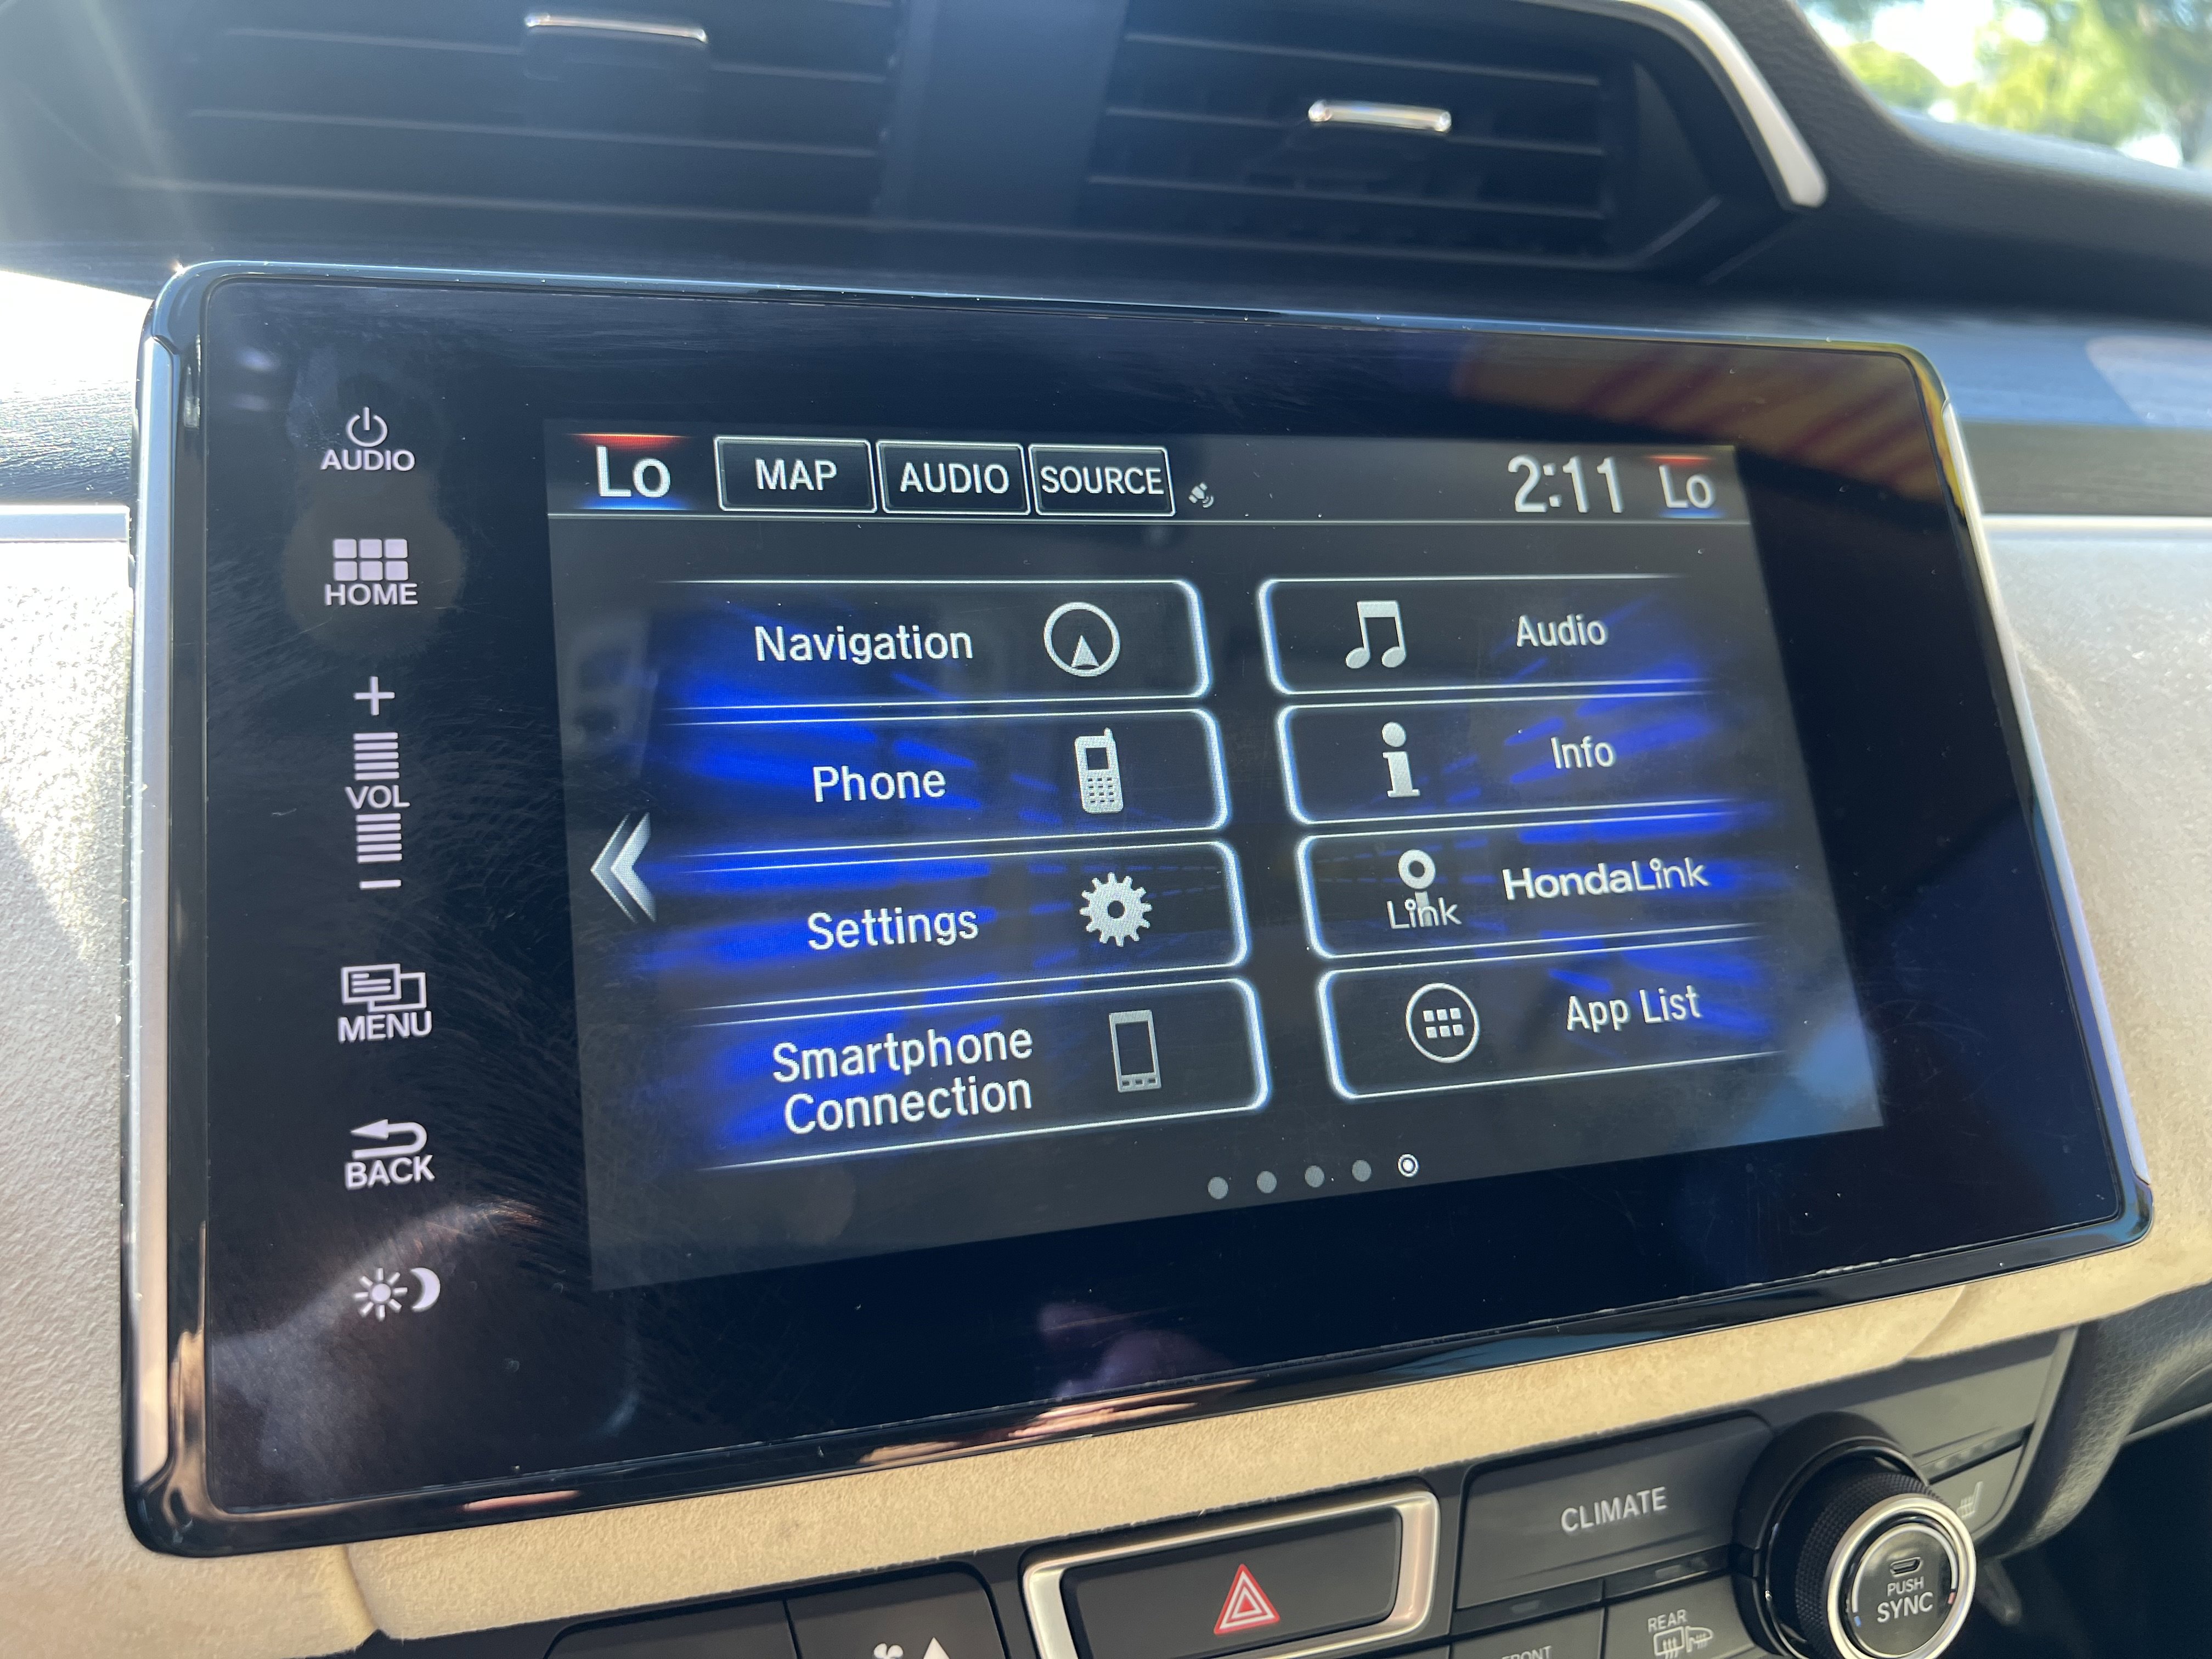 AUDIO
HOME
+
VOL
−
MENU
BACK
Lo
MAP
AUDIO
SOURCE
2:11
Lo
Navigation
Audio
Phone
Info
Settings
Link
HondaLink
Smartphone
Connection
App List
CLIMATE
PUSH
SYNC
REAR